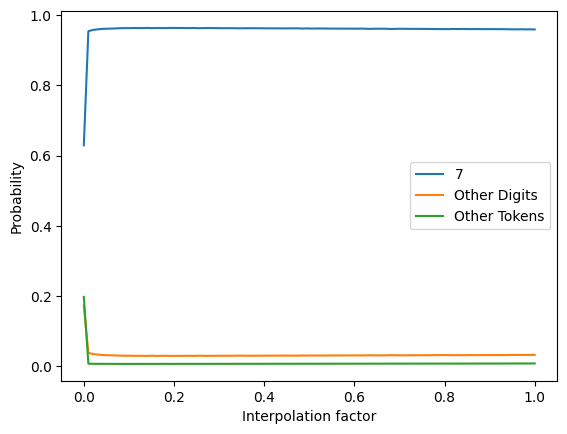 1.0
0.8
0.6
0.4
0.2
0.0
Probability
7
Other Digits
Other Tokens
0.0 0.2 0.4 0.6 0.8 1.0
Interpolation factor